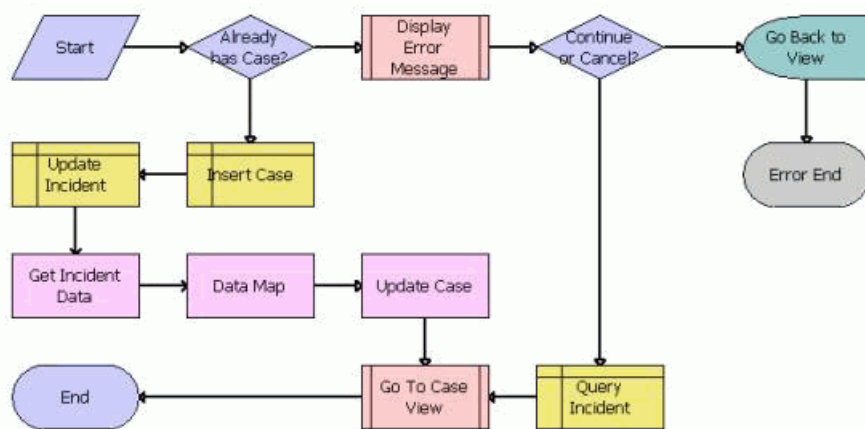 Start
Already
has Case?
Display
Error
Message
Continue
or Cancel?
Go Back to
View
Update
Incident
Insert Case
Error End
Get Incident
Data
Data Map
Update Case
End
Go To Case
View
Query
Incident